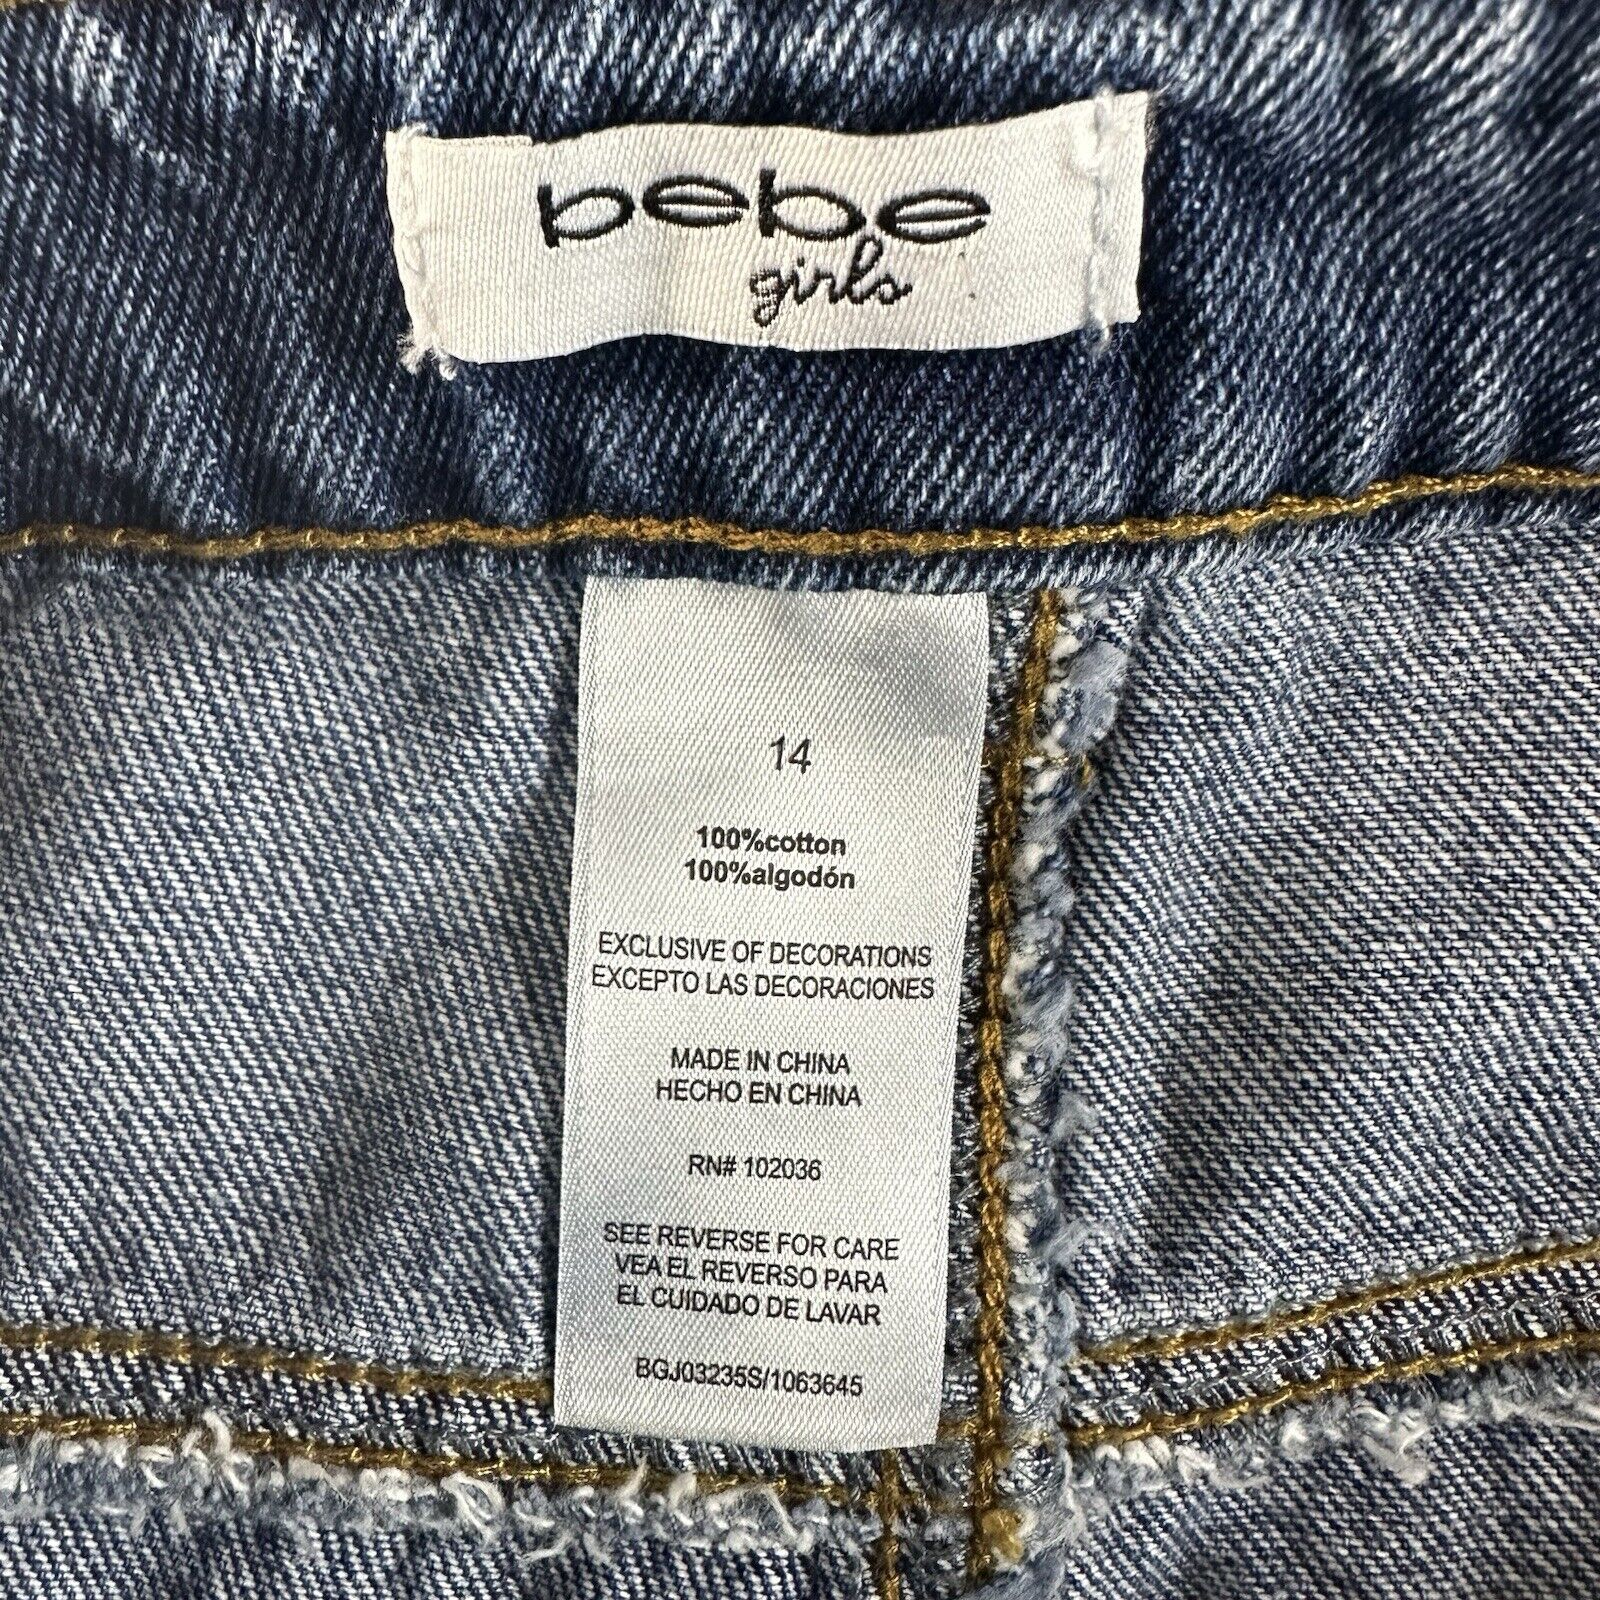 bebe
girls
14
100%cotton
100%algodón
EXCLUSIVE OF DECORATIONS
EXCEPTO LAS DECORACIONES
MADE IN CHINA
HECHO EN CHINA
RN# 102036
SEE REVERSE FOR CARE
VEA EL REVERSO PARA
EL CUIDADO DE LAVAR
BGJ03235S/1063645